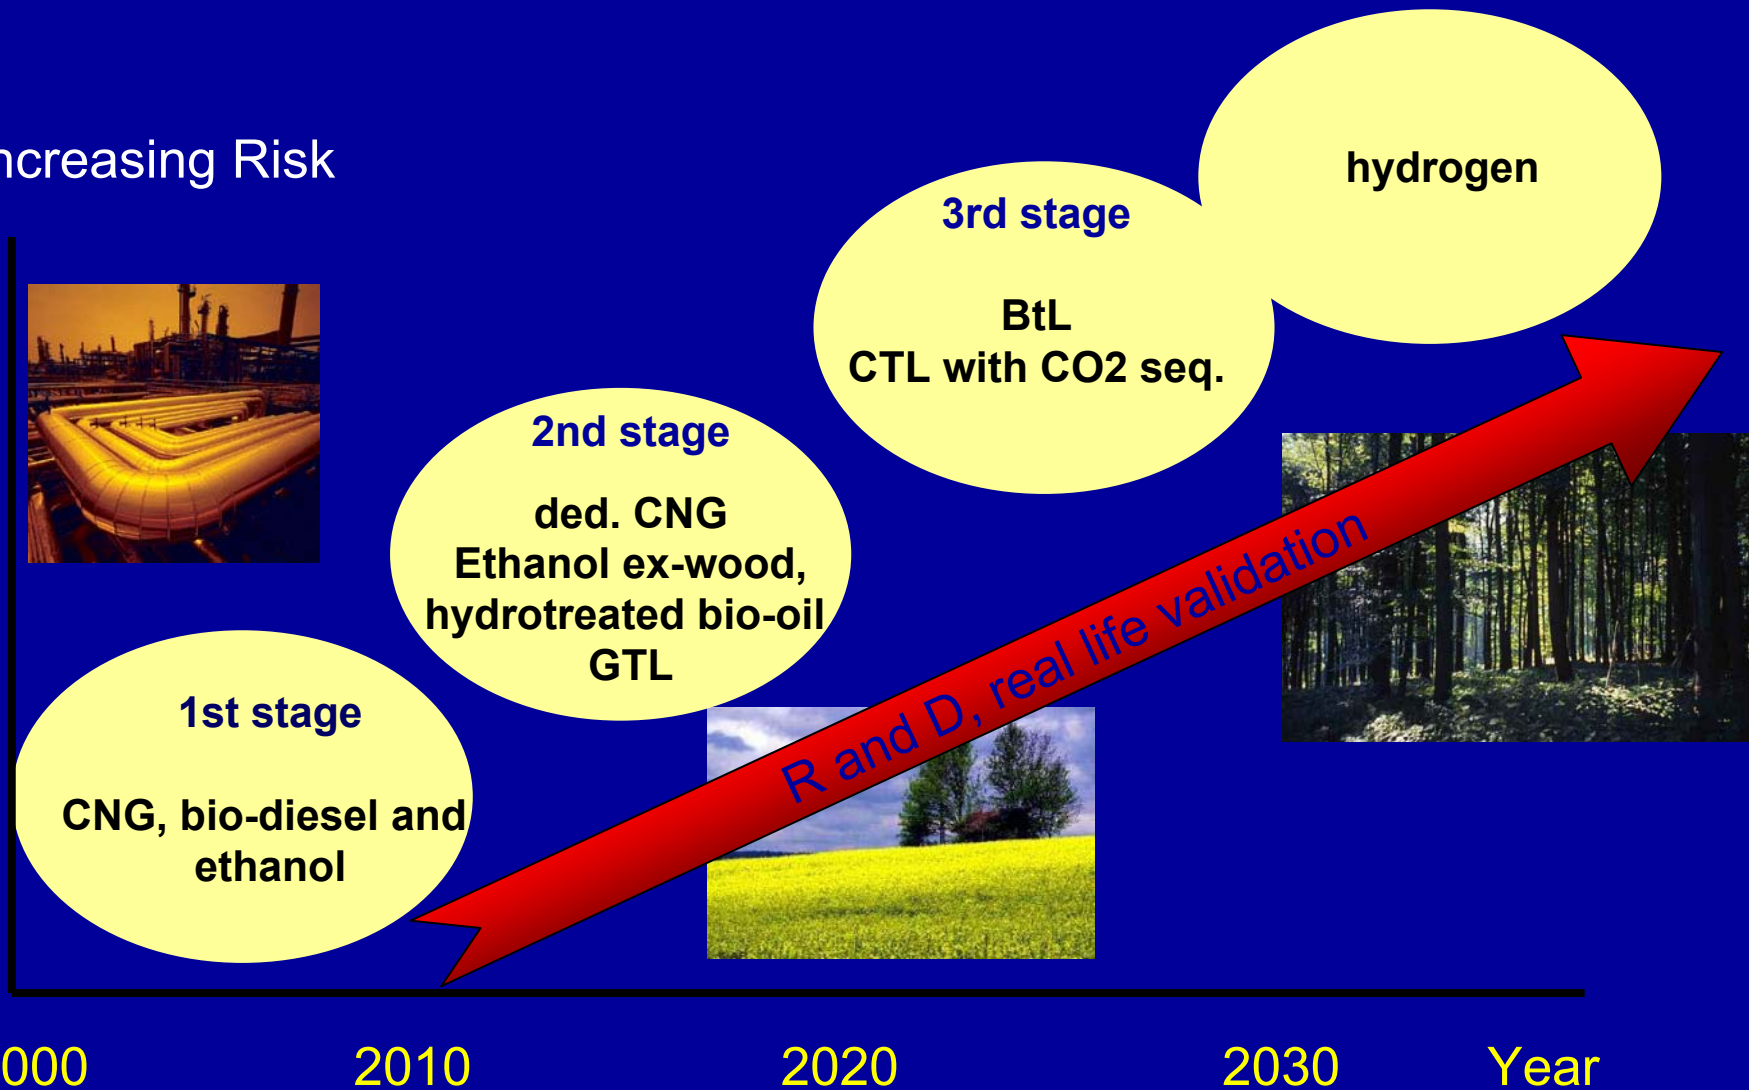 ncreasing Risk
hydrogen
3rd stage
BtL
CTL with CO2 seq.
2nd stage
ded. CNG
Ethanol ex-wood,
hydrotreated bio-oil
GTL
R and D, real life validation
1st stage
CNG, bio-diesel and
ethanol
000 2010 2020 2030 Year